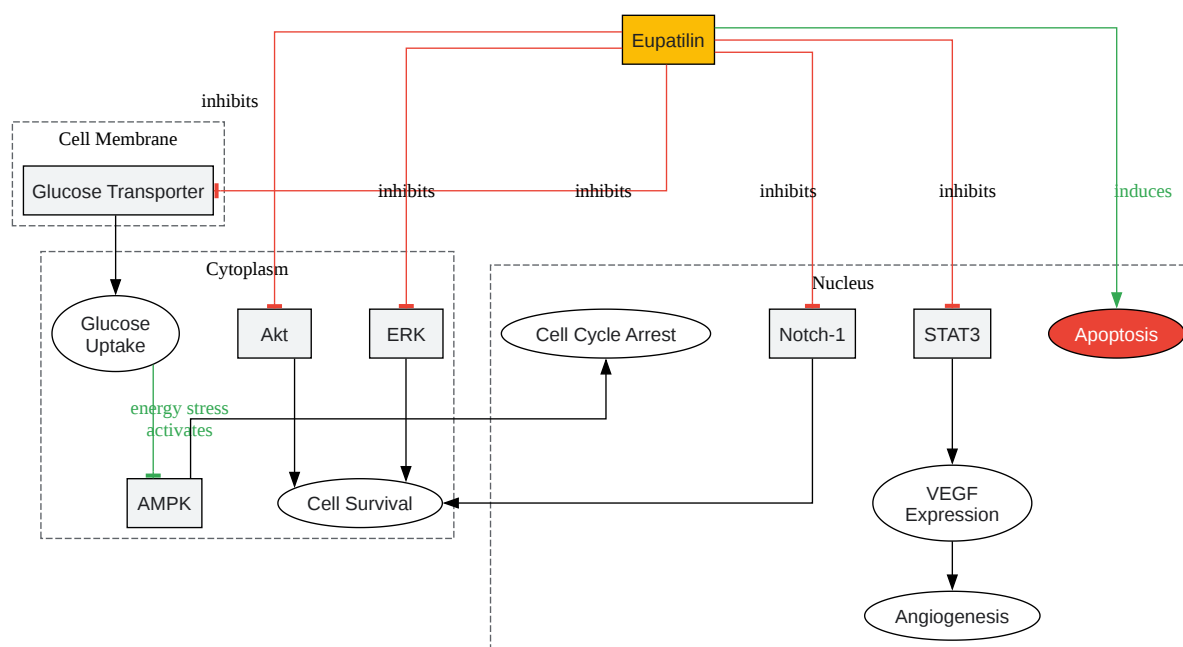 Eupatilin
inhibits
Cell Membrane
Glucose Transporter
inhibits
inhibits
inhibits
inhibits
induces
Cytoplasm
Nucleus
Glucose
Uptake
Akt
ERK
Cell Cycle Arrest
Notch-1
STAT3
Apoptosis
energy stress
activates
AMPK
Cell Survival
VEGF
Expression
Angiogenesis